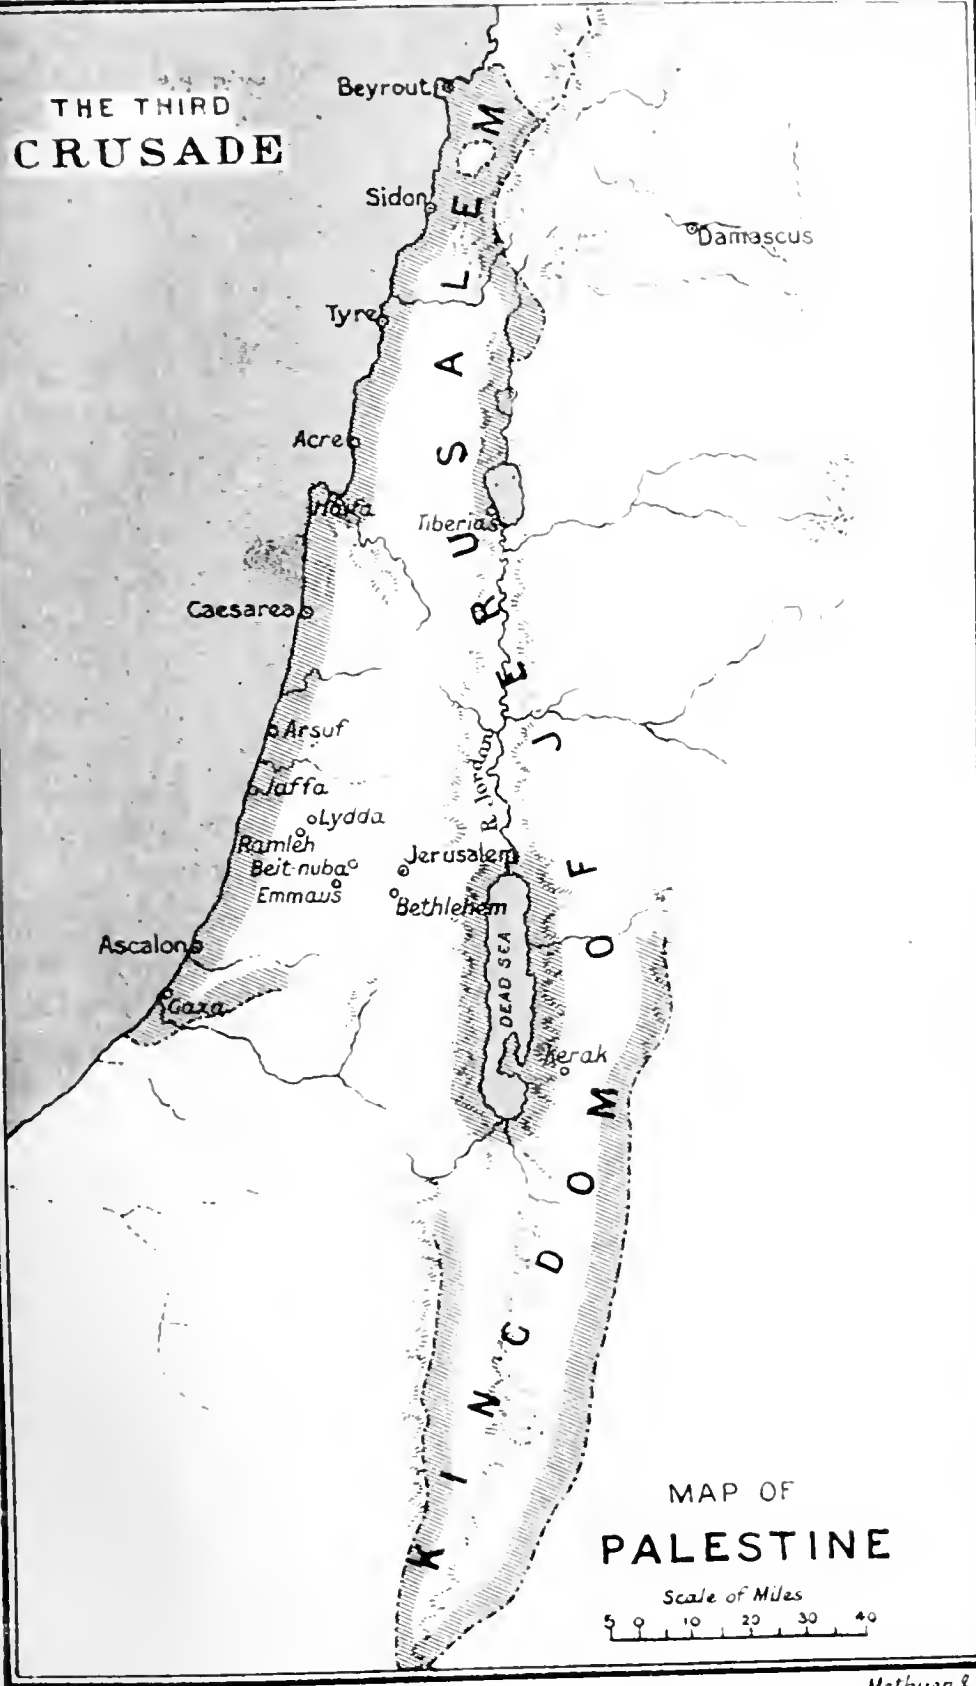 THE THIRD
CRUSADE
Beyrout
Sidon
Damascus
Tyre
Acre
Haifa
Tiberias
Caesarea
Arsuf
R. Jordan
Jaffa
Lydda
Ramleh
Jerusalem
Beit-nuba
Emmaus
Bethlehem
Ascalon
DEAD SEA
Gaza
Kerak
KINGDOM OF JERUSALEM
MAP OF
PALESTINE
Scale of Miles
5 0 10 20 30 40
Methuen &